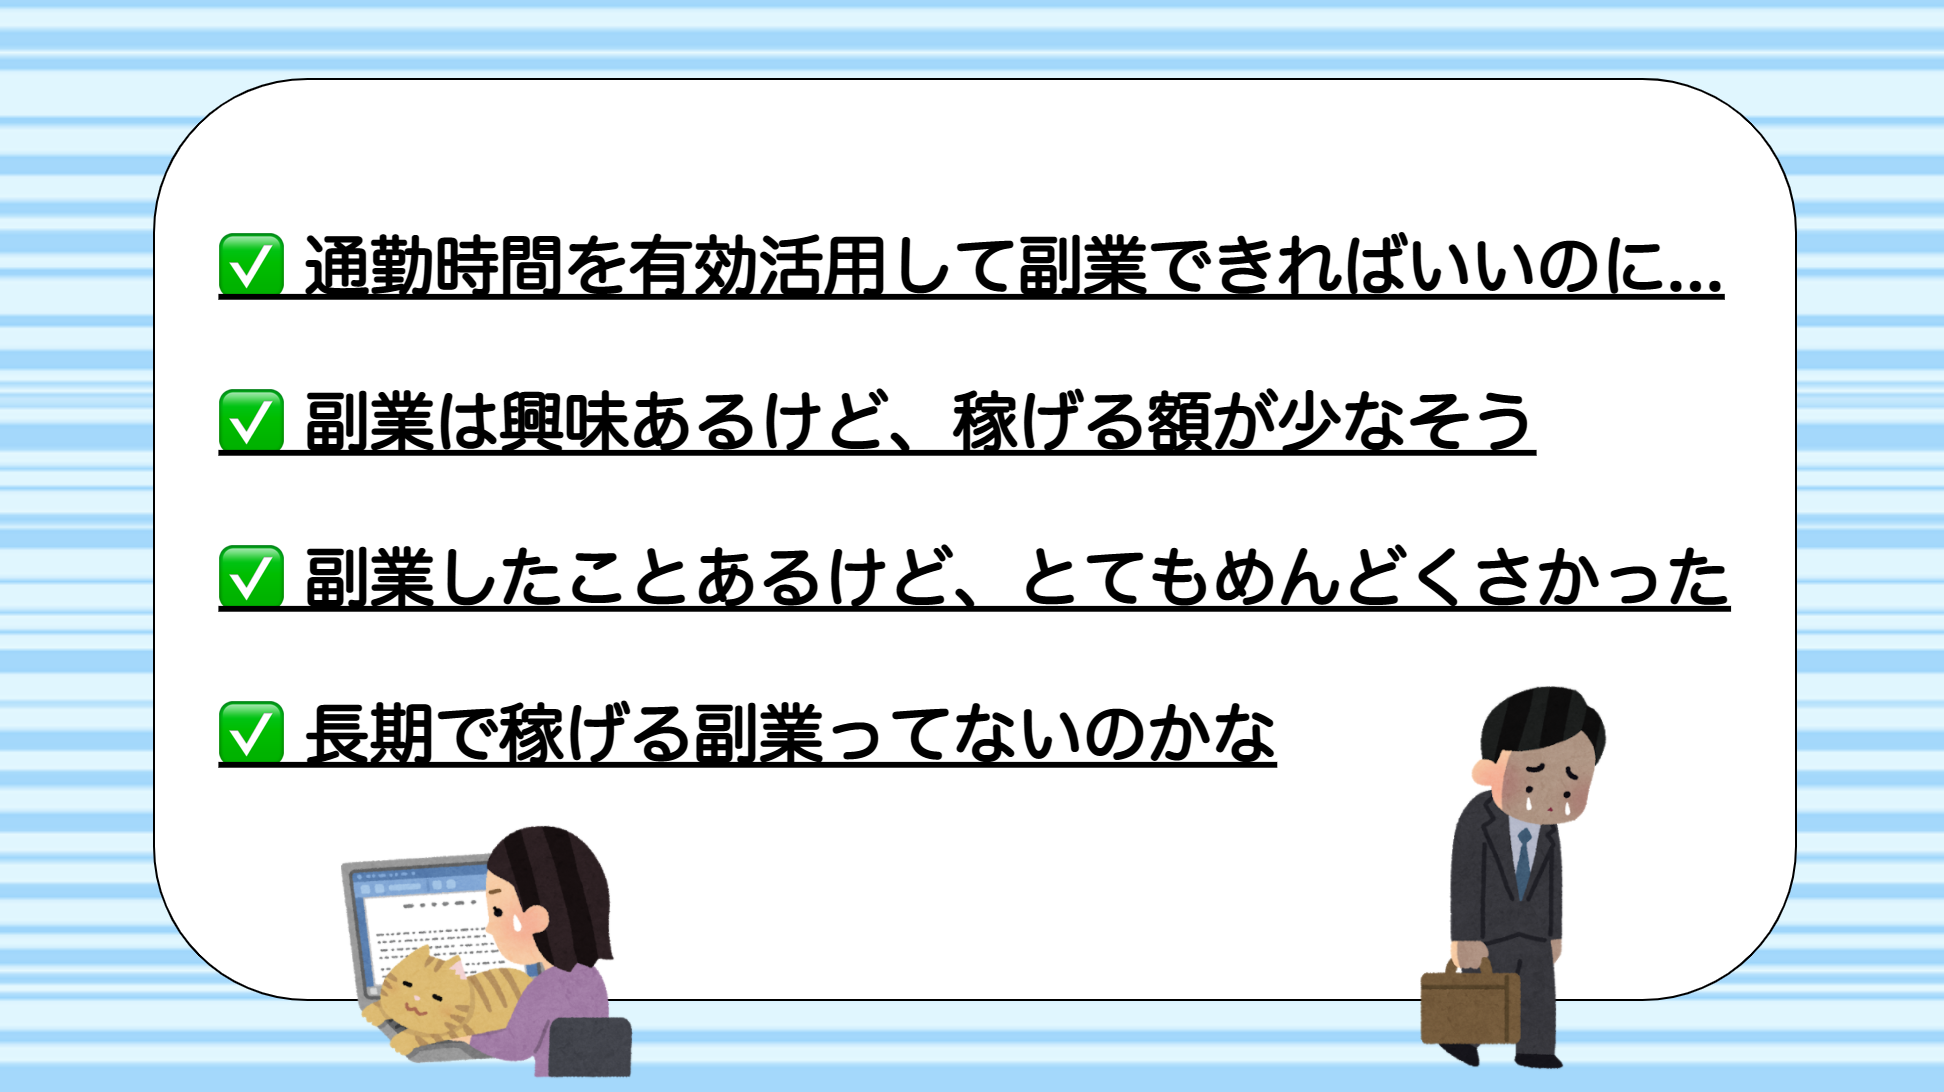 ✅ 通勤時間を有効活用して副業できればいいのに...
✅ 副業は興味あるけど、稼げる額が少なそう
✅ 副業したことあるけど、とてもめんどくさかった
✅ 長期で稼げる副業ってないのかな